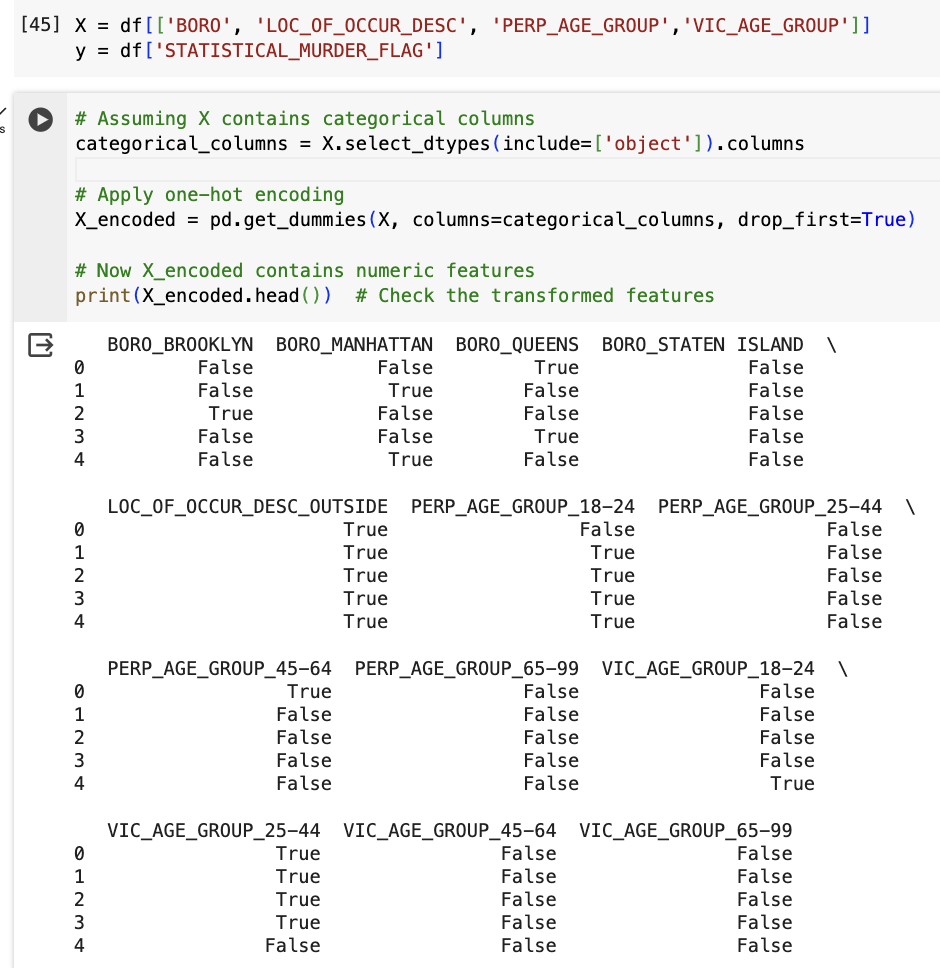 [45] X = df[['BORO', 'LOC_OF_OCCUR_DESC', 'PERP_AGE_GROUP','VIC_AGE_GROUP']]
y = df['STATISTICAL_MURDER_FLAG']
s
# Assuming X contains categorical columns
categorical_columns = X.select_dtypes(include=['object']).columns
# Apply one-hot encoding
X_encoded = pd.get_dummies(X, columns=categorical_columns, drop_first=True)
# Now X_encoded contains numeric features
print(X_encoded.head())  # Check the transformed features
   BORO_BROOKLYN  BORO_MANHATTAN  BORO_QUEENS  BORO_STATEN ISLAND  \
0          False           False         True               False
1          False            True        False               False
2           True           False        False               False
3          False           False         True               False
4          False            True        False               False
   LOC_OF_OCCUR_DESC_OUTSIDE  PERP_AGE_GROUP_18-24  PERP_AGE_GROUP_25-44  \
0                       True                 False                 False
1                       True                  True                 False
2                       True                  True                 False
3                       True                  True                 False
4                       True                  True                 False
   PERP_AGE_GROUP_45-64  PERP_AGE_GROUP_65-99  VIC_AGE_GROUP_18-24  \
0                  True                 False                False
1                 False                 False                False
2                 False                 False                False
3                 False                 False                False
4                 False                 False                 True
   VIC_AGE_GROUP_25-44  VIC_AGE_GROUP_45-64  VIC_AGE_GROUP_65-99
0                 True                False                False
1                 True                False                False
2                 True                False                False
3                 True                False                False
4                False                False                False